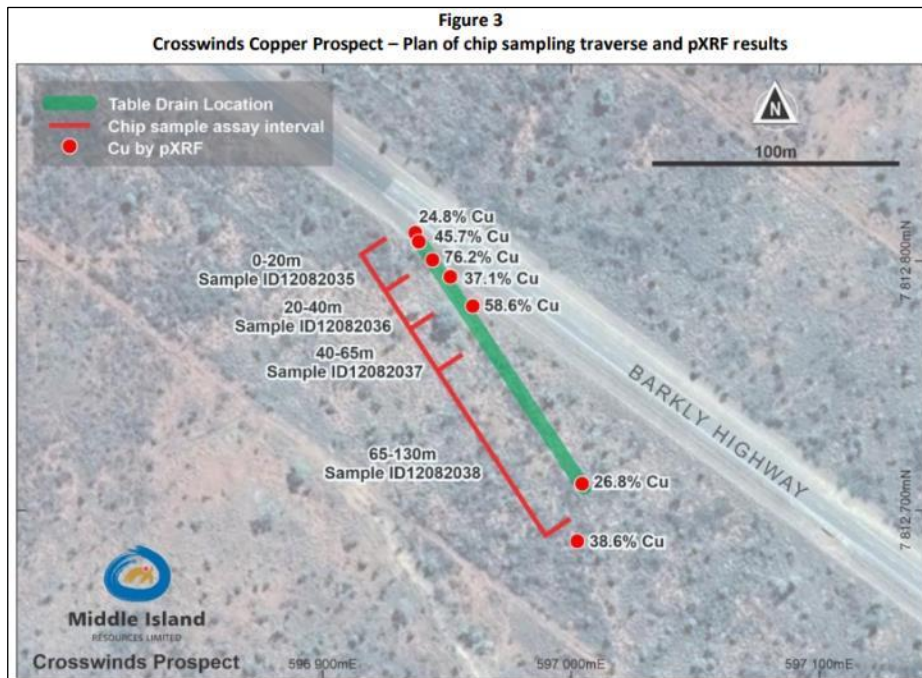 Figure 3
Crosswinds Copper Prospect – Plan of chip sampling traverse and pXRF results
Table Drain Location
Chip sample assay interval
Cu by pXRF
N
100m
24.8% Cu
45.7% Cu
76.2% Cu
37.1% Cu
58.6% Cu
0-20m
Sample ID12082035
20-40m
Sample ID12082036
40-65m
Sample ID12082037
65-130m
Sample ID12082038
26.8% Cu
38.6% Cu
BARKLY HIGHWAY
7 812 800mN
7 812 700mN
Middle Island
RESOURCES LIMITED
Crosswinds Prospect
596 900mE
597 000mE
597 100mE